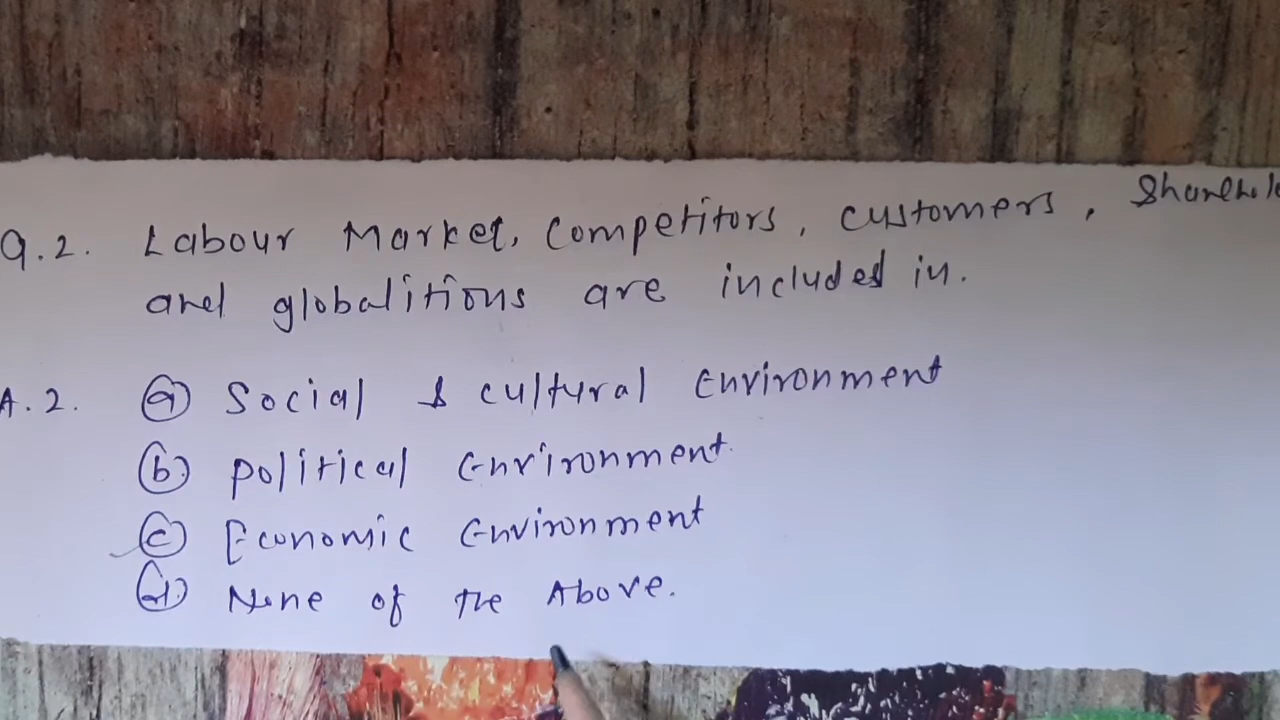 Q.2. Labour Market, Competitors, customers, Sharehole
and globalitions are included in.
A.2. (a) Social & cultural Environment
(b) political Environment.
(c) Economic Environment
(d) None of the Above.